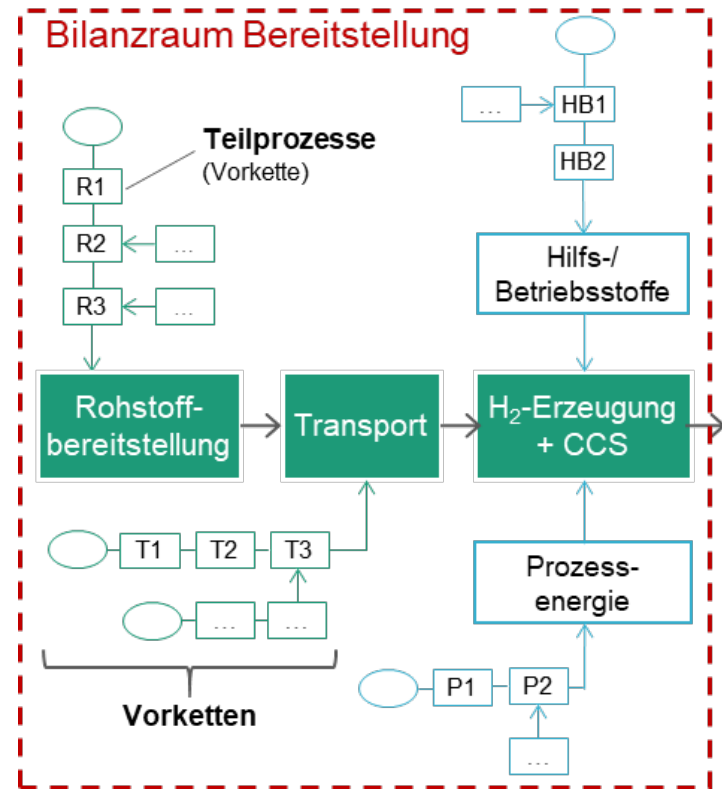 Bilanzraum Bereitstellung
Teilprozesse
(Vorkette)
R1
R2
...
R3
...
...
HB1
HB2
Hilfs-/
Betriebsstoffe
Rohstoff-
bereitstellung
Transport
H₂-Erzeugung
+ CCS
T1
T2
T3
...
...
Vorketten
Prozess-
energie
P1
P2
...